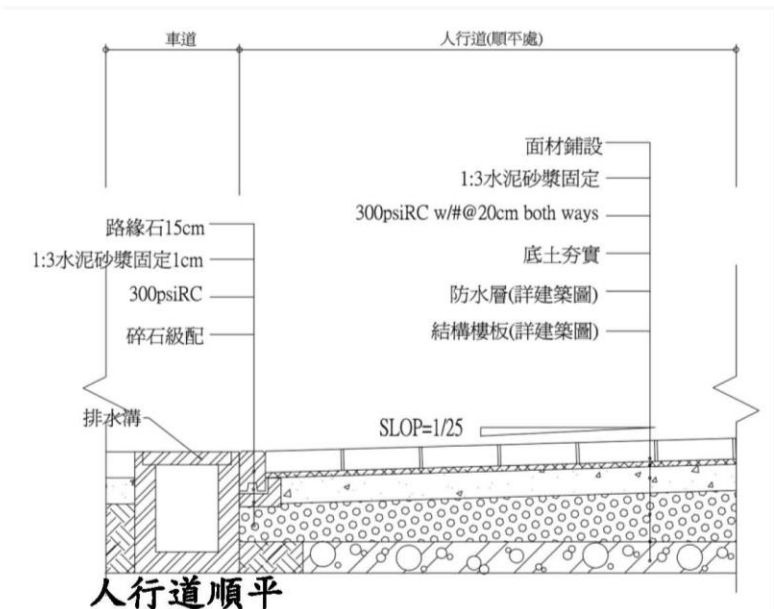 車道
人行道(順平處)
面材鋪設
1:3水泥砂漿固定
300psiRC w/#@20cm both ways
底土夯實
防水層(詳建築圖)
結構樓板(詳建築圖)
路緣石15cm
1:3水泥砂漿固定1cm
300psiRC
碎石級配
排水溝
SLOP=1/25
人行道順平